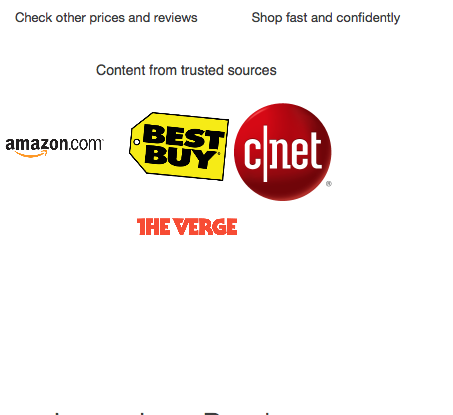 Check other prices and reviews
Shop fast and confidently
Content from trusted sources
amazon.com
BEST
BUY
c|net
®
THE VERGE